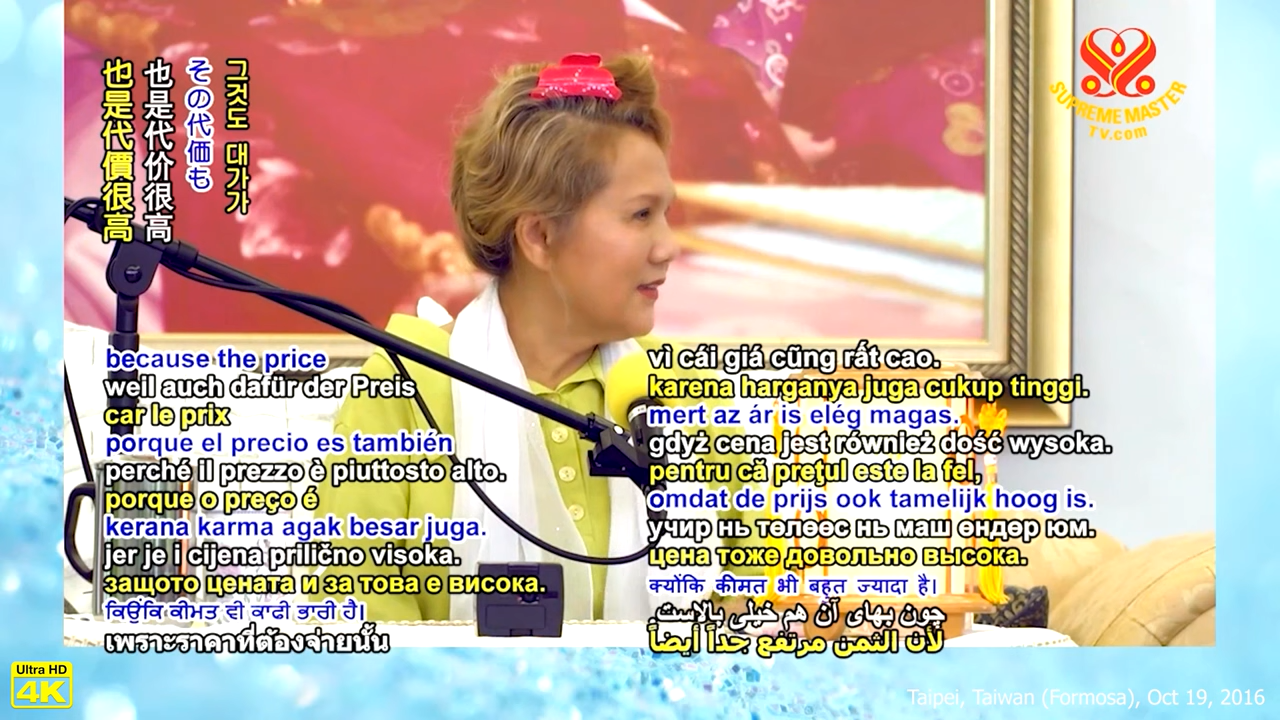 그것도 대가가
その代価も
也是代价很高
也是代價很高
SUPREME MASTER
TV.com
because the price
weil auch dafür der Preis
car le prix
porque el precio es también
perché il prezzo è piuttosto alto.
porque o preço é
kerana karma agak besar juga.
jer je i cijena prilično visoka.
защото цената и за това е висока.
ਕਿਉਂਕਿ ਕੀਮਤ ਵੀ ਕਾਫੀ ਭਾਰੀ ਹੈ।
เพราะราคาที่ต้องจ่ายนั้น
vì cái giá cũng rất cao.
karena harganya juga cukup tinggi.
mert az ár is elég magas.
gdyż cena jest również dość wysoka.
pentru că preţul este la fel,
omdat de prijs ook tamelijk hoog is.
учир нь төлөөс нь маш өндөр юм.
цена тоже довольно высока.
क्योंकि कीमत भी बहुत ज्यादा है।
چون بهای آن هم خیلی بالاست.
لأن الثمن مرتفع جداً أيضاً
Ultra HD
4K
Taipei, Taiwan (Formosa), Oct 19, 2016